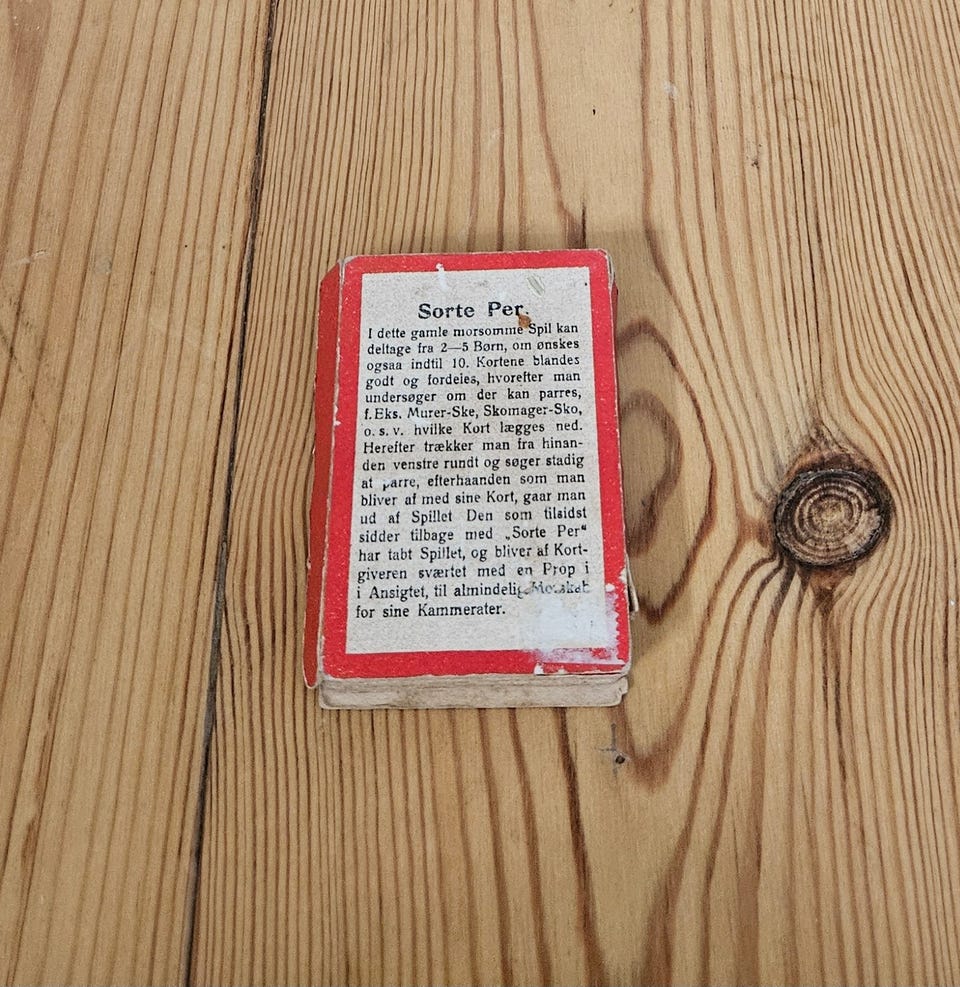 Sorte Per.
I dette gamle morsomme Spil kan
deltage fra 2—5 Børn, om ønskes
ogsaa indtil 10. Kortene blandes
godt og fordeles, hvorefter man
undersøger om der kan parres,
f. Eks. Murer-Ske, Skomager-Sko,
o. s. v. hvilke Kort lægges ned.
Herefter trækker man fra hinan-
den venstre rundt og søger stadig
at parre, efterhaanden som man
bliver af med sine Kort, gaar man
ud af Spillet Den som tilsidst
sidder tilbage med „Sorte Per“
har tabt Spillet, og bliver af Kort-
giveren sværtet med en Prop i
i Ansigtet, til almindelig Morskab
for sine Kammerater.